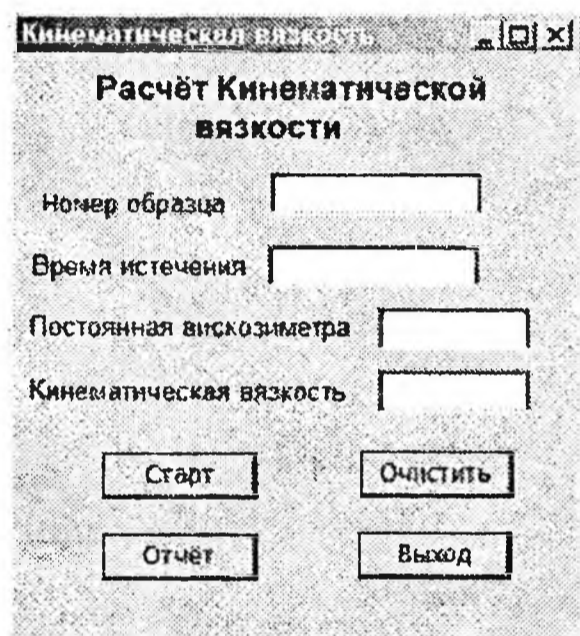 Кинематическая вязкость
Расчёт Кинематической
вязкости
Номер образца
Время истечения
Постоянная вискозиметра
Кинематическая вязкость
Старт
Очистить
Отчёт
Выход